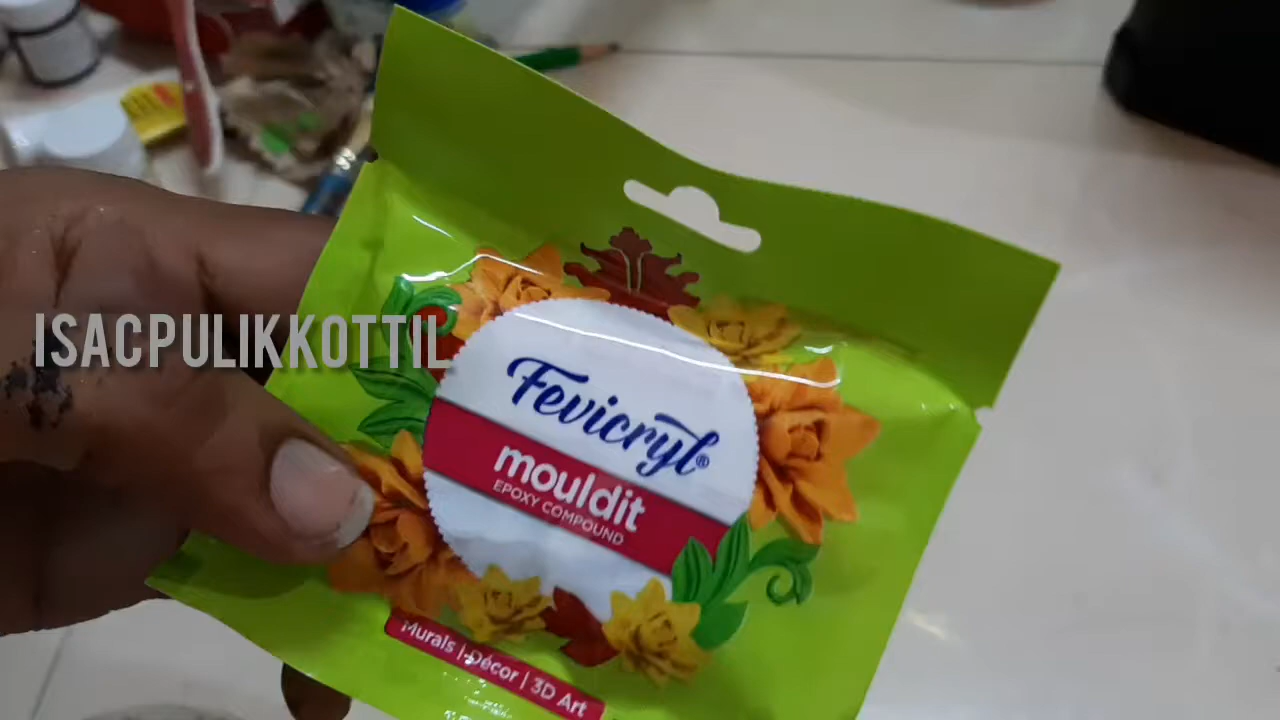 ISACPULIKKOTTIL
Fevicryl®
mouldit
EPOXY COMPOUND
Murals | Décor | 3D Art